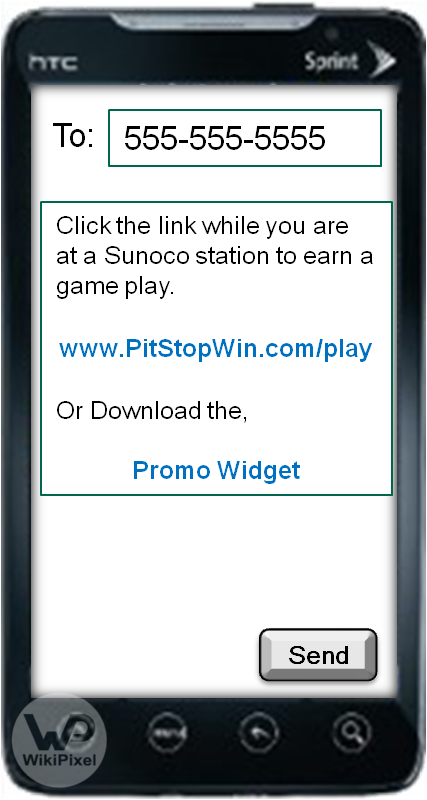 hTC Sprint
To: 555-555-5555
Click the link while you are
at a Sunoco station to earn a
game play.
www.PitStopWin.com/play
Or Download the,
Promo Widget
Send
WP
WikiPixel